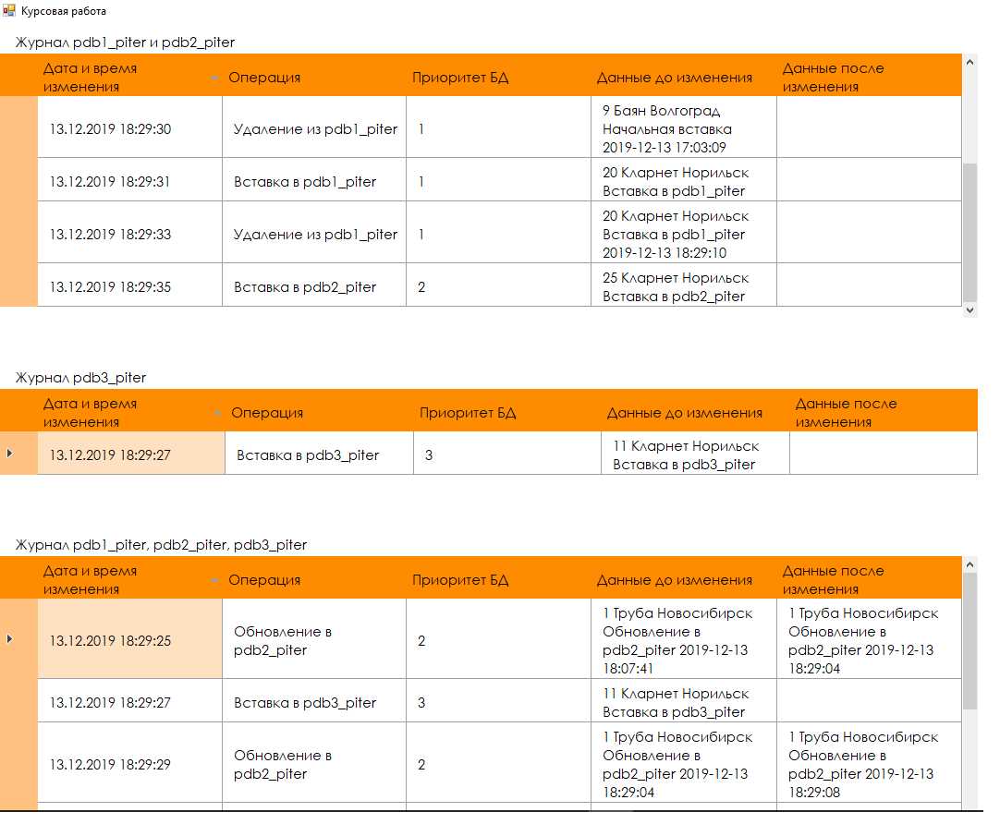 Курсовая работа
Журнал pdb1_piter и pdb2_piter
Дата и время
изменения
Операция
Приоритет БД
Данные до изменения
Данные после
изменения
13.12.2019 18:29:30
Удаление из pdb1_piter
1
9 Баян Волгоград
Начальная вставка
2019-12-13 17:03:09
13.12.2019 18:29:31
Вставка в pdb1_piter
1
20 Кларнет Норильск
Вставка в pdb1_piter
13.12.2019 18:29:33
Удаление из pdb1_piter
1
20 Кларнет Норильск
Вставка в pdb1_piter
2019-12-13 18:29:10
13.12.2019 18:29:35
Вставка в pdb2_piter
2
25 Кларнет Норильск
Вставка в pdb2_piter
Журнал pdb3_piter
Дата и время
изменения
Операция
Приоритет БД
Данные до изменения
Данные после
изменения
13.12.2019 18:29:27
Вставка в pdb3_piter
3
11 Кларнет Норильск
Вставка в pdb3_piter
Журнал pdb1_piter, pdb2_piter, pdb3_piter
Дата и время
изменения
Операция
Приоритет БД
Данные до изменения
Данные после
изменения
13.12.2019 18:29:25
Обновление в
pdb2_piter
2
1 Труба Новосибирск
Обновление в
pdb2_piter 2019-12-13
18:07:41
1 Труба Новосибирск
Обновление в
pdb2_piter 2019-12-13
18:29:04
13.12.2019 18:29:27
Вставка в pdb3_piter
3
11 Кларнет Норильск
Вставка в pdb3_piter
13.12.2019 18:29:29
Обновление в
pdb2_piter
2
1 Труба Новосибирск
Обновление в
pdb2_piter 2019-12-13
18:29:04
1 Труба Новосибирск
Обновление в
pdb2_piter 2019-12-13
18:29:08